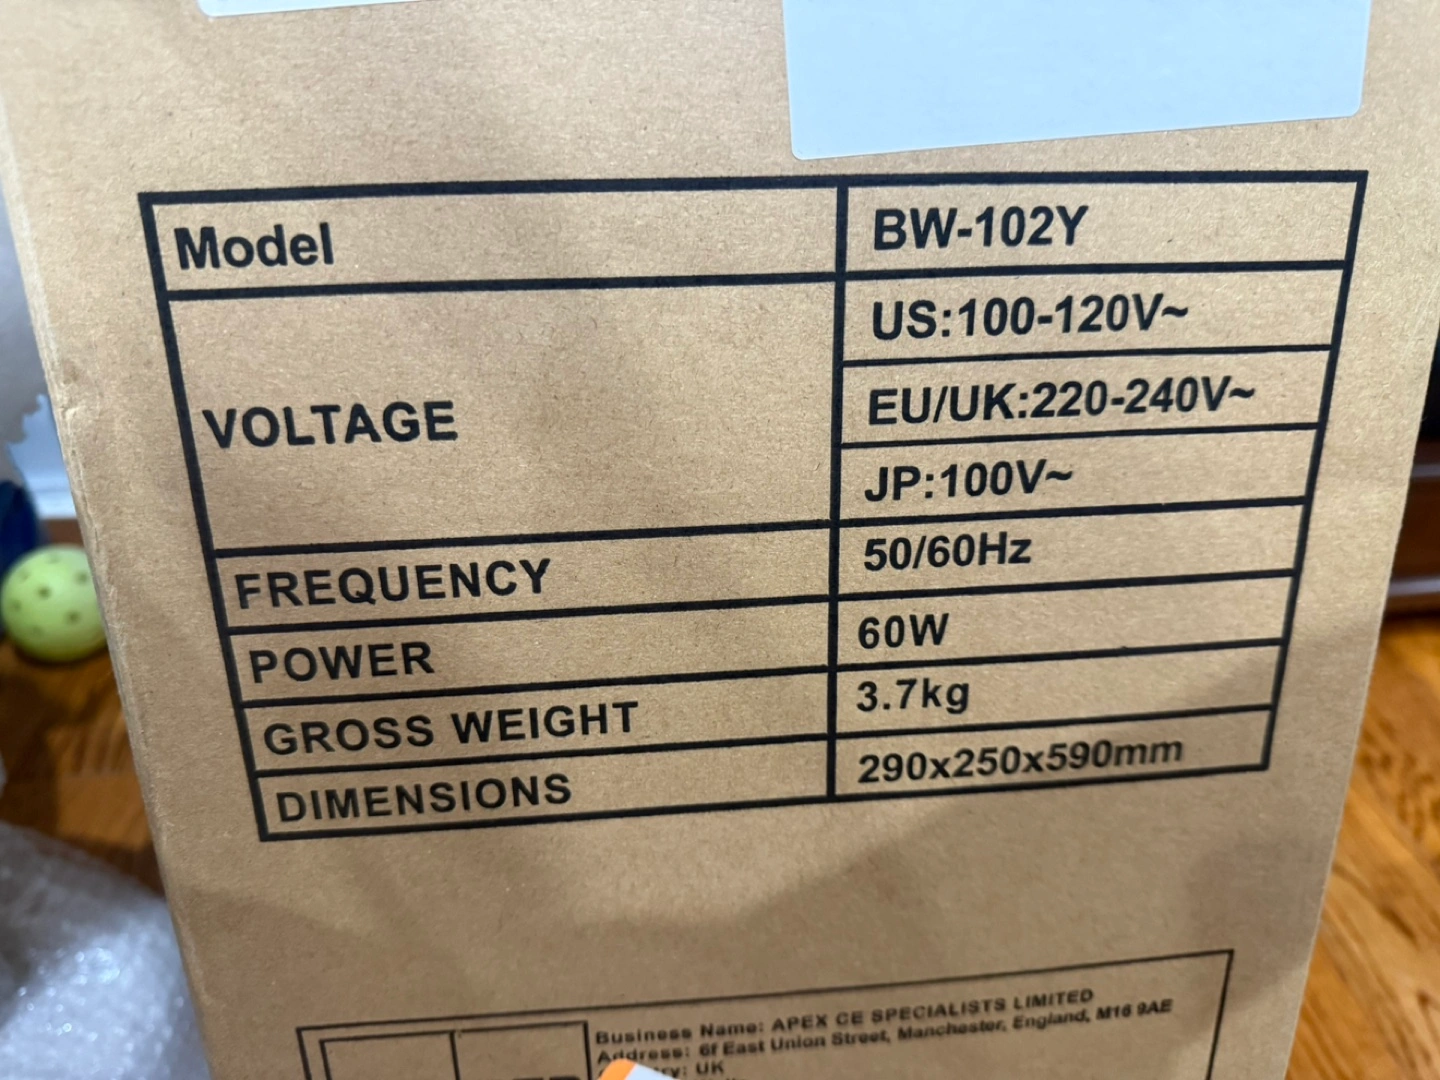 Model BW-102Y
VOLTAGE
US:100-120V~
EU/UK:220-240V~
JP:100V~
FREQUENCY 50/60Hz
POWER 60W
GROSS WEIGHT 3.7kg
DIMENSIONS 290x250x590mm
Business Name: APEX CE SPECIALISTS LIMITED
Address: 6f East Union Street, Manchester, England, M16 9AE
UK